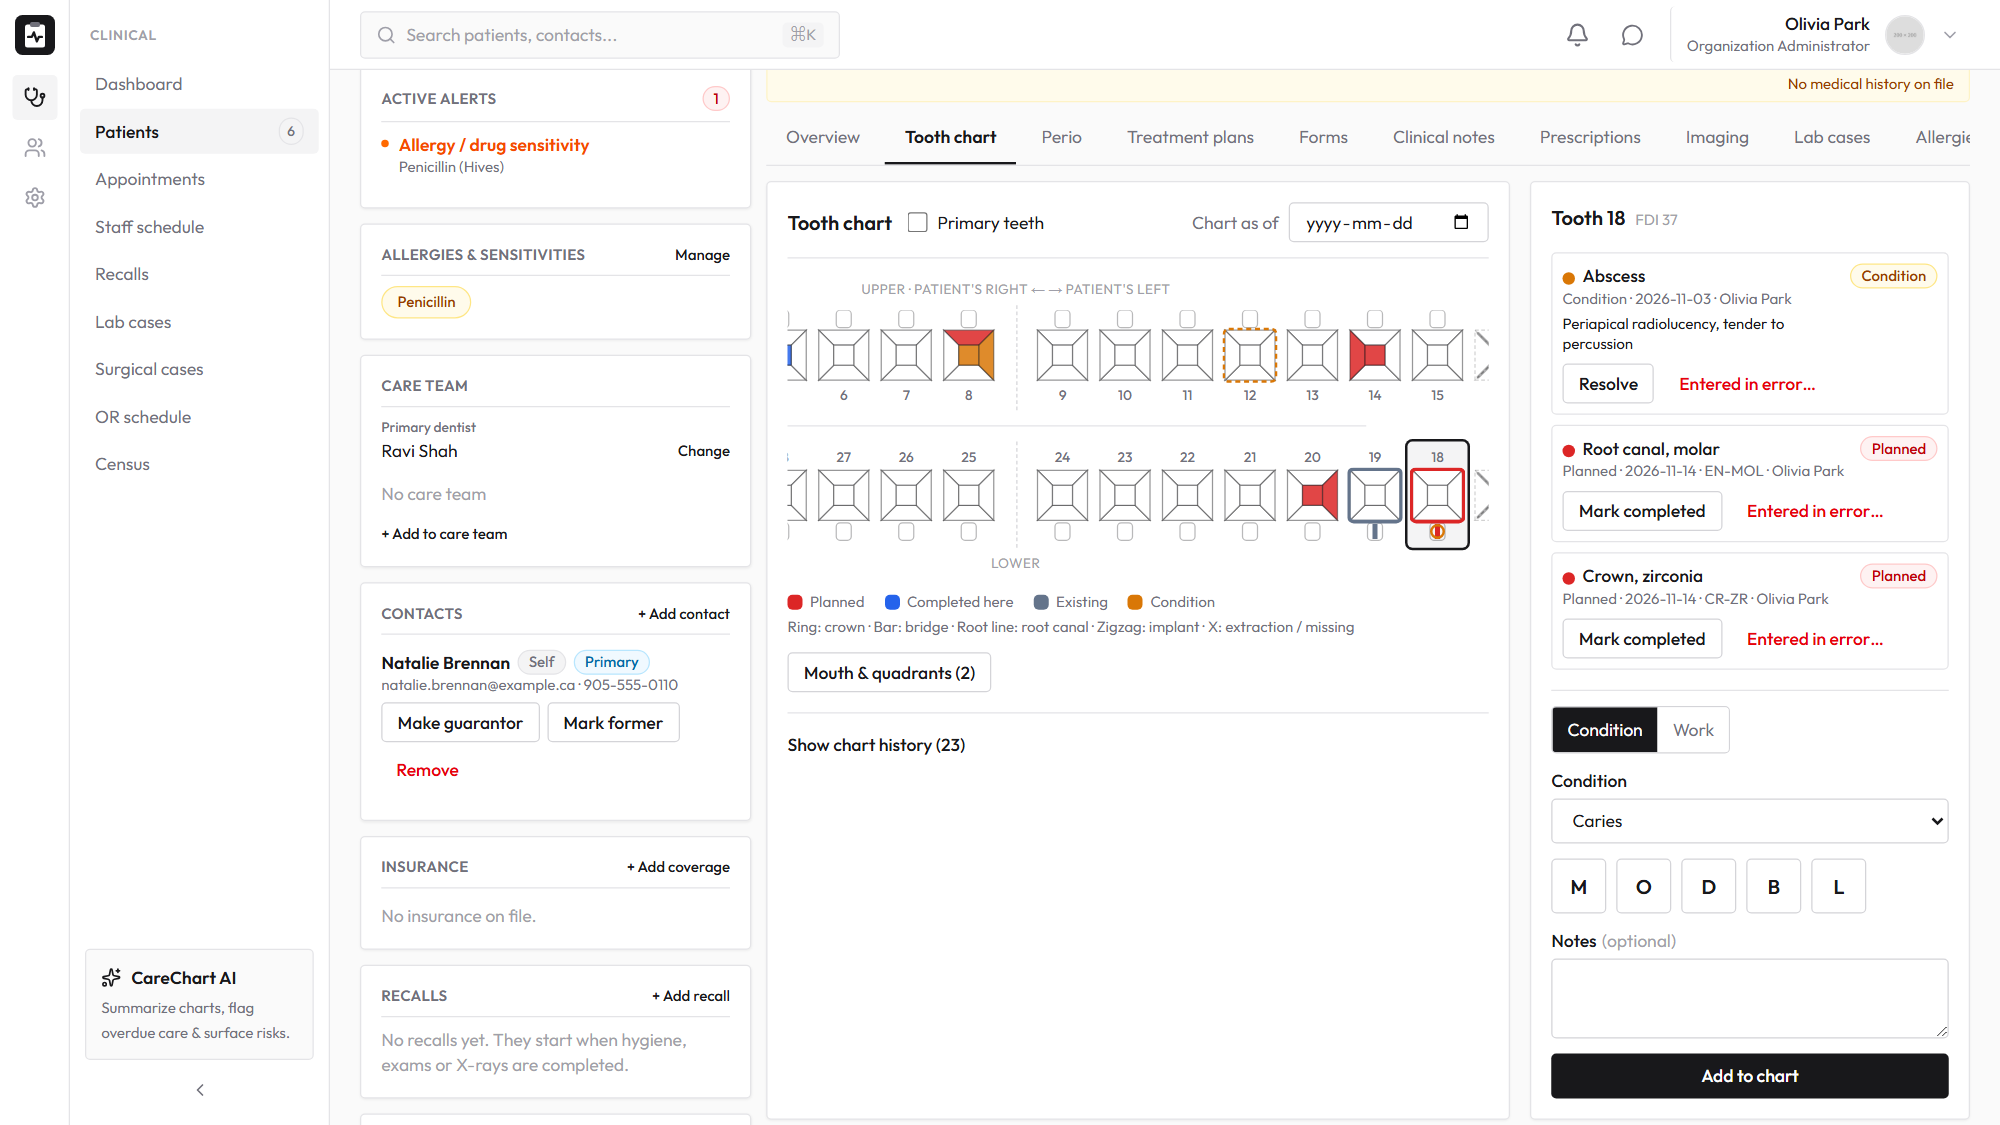 CLINICAL
Dashboard
Patients
6
Appointments
Staff schedule
Recalls
Lab cases
Surgical cases
OR schedule
Census
CareChart AI
Summarize charts, flag
overdue care & surface risks.
Search patients, contacts...
⌘K
Olivia Park
Organization Administrator
ACTIVE ALERTS
1
Allergy / drug sensitivity
Penicillin (Hives)
ALLERGIES & SENSITIVITIES
Manage
Penicillin
CARE TEAM
Primary dentist
Ravi Shah
Change
No care team
+ Add to care team
CONTACTS
+ Add contact
Natalie Brennan
Self
Primary
natalie.brennan@example.ca · 905-555-0110
Make guarantor
Mark former
Remove
INSURANCE
+ Add coverage
No insurance on file.
RECALLS
+ Add recall
No recalls yet. They start when hygiene,
exams or X-rays are completed.
No medical history on file
Overview
Tooth chart
Perio
Treatment plans
Forms
Clinical notes
Prescriptions
Imaging
Lab cases
Allergie
Tooth chart
Primary teeth
Chart as of
yyyy-mm-dd
UPPER · PATIENT'S RIGHT ← → PATIENT'S LEFT
6 7 8 9 10 11 12 13 14 15
27 26 25 24 23 22 21 20 19 18
LOWER
Planned
Completed here
Existing
Condition
Ring: crown · Bar: bridge · Root line: root canal · Zigzag: implant · X: extraction / missing
Mouth & quadrants (2)
Show chart history (23)
Tooth 18 FDI 37
Abscess
Condition
Condition · 2026-11-03 · Olivia Park
Periapical radiolucency, tender to
percussion
Resolve
Entered in error...
Root canal, molar
Planned
Planned · 2026-11-14 · EN-MOL · Olivia Park
Mark completed
Entered in error...
Crown, zirconia
Planned
Planned · 2026-11-14 · CR-ZR · Olivia Park
Mark completed
Entered in error...
Condition
Work
Condition
Caries
M O D B L
Notes (optional)
Add to chart